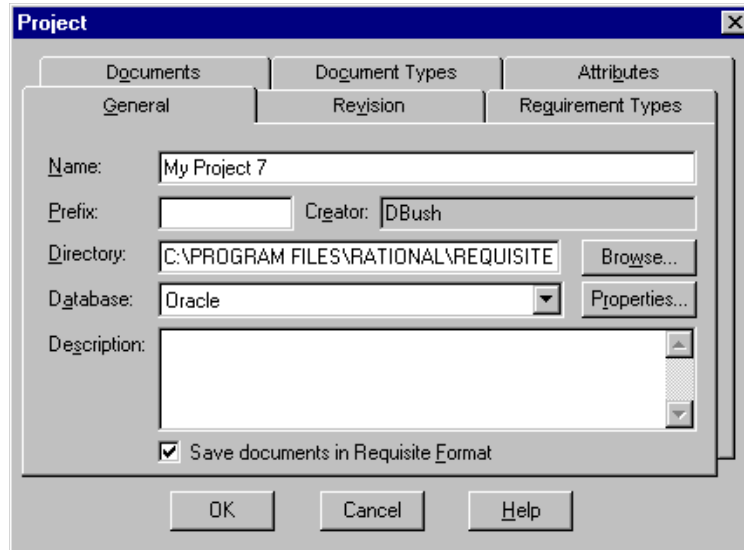 Project
Documents Document Types Attributes
General Revision Requirement Types
Name: My Project 7
Prefix: Creator: DBush
Directory: C:\PROGRAM FILES\RATIONAL\REQUISITE Browse...
Database: Oracle Properties...
Description:
Save documents in Requisite Format
OK Cancel Help